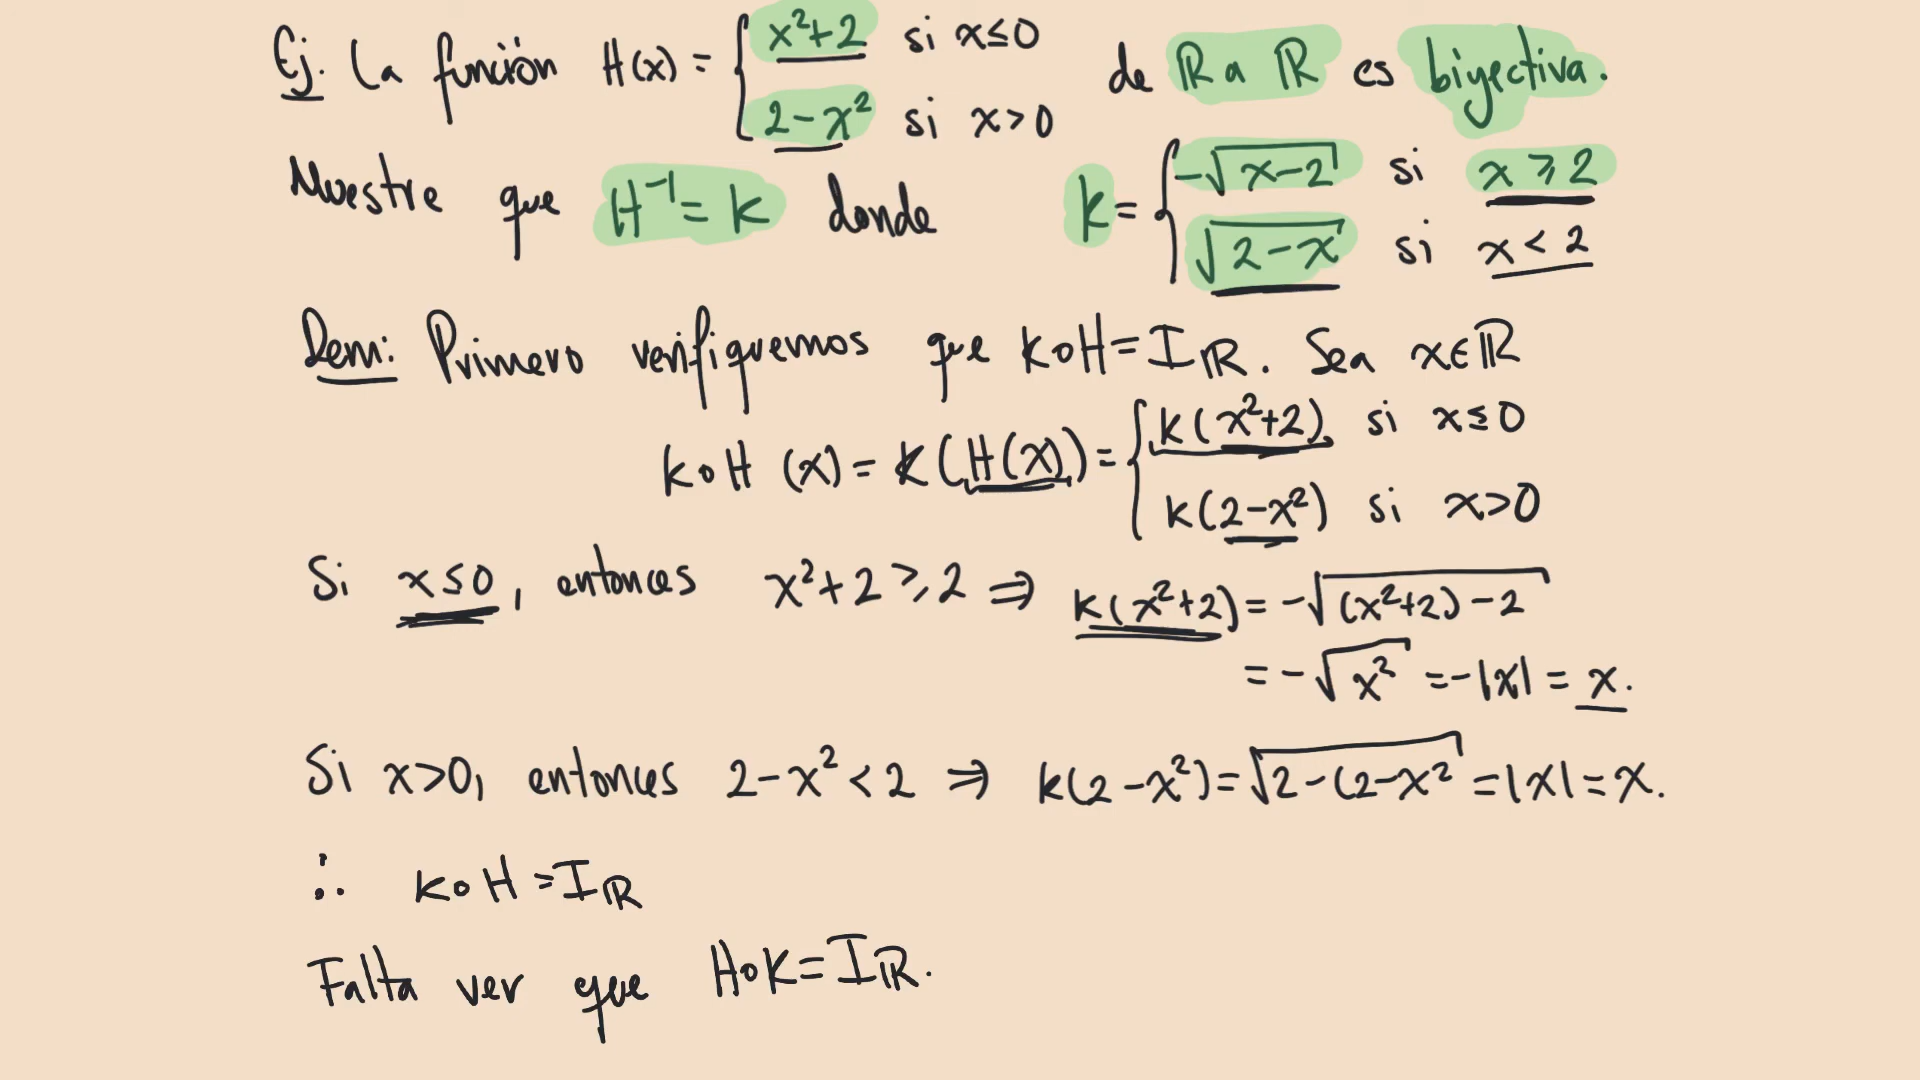 Ej. La función H(x) = { x²+2 si x≤0 de ℝ a ℝ es biyectiva.
2-x² si x>0
Muestre que H⁻¹ = K donde K = { -√(x-2) si x ≥ 2
√(2-x) si x < 2
Dem: Primero verifiquemos que K∘H = I_ℝ. Sea x∈ℝ
K∘H (x) = K(H(x)) = { K(x²+2) si x≤0
K(2-x²) si x>0
Si x≤0, entonces x²+2 ≥ 2 ⇒ K(x²+2) = -√((x²+2)-2)
= -√x² = -|x| = x.
Si x>0, entonces 2-x² < 2 ⇒ K(2-x²) = √(2-(2-x²) = |x| = x.
∴ K∘H = I_ℝ
Falta ver que H∘K = I_ℝ.